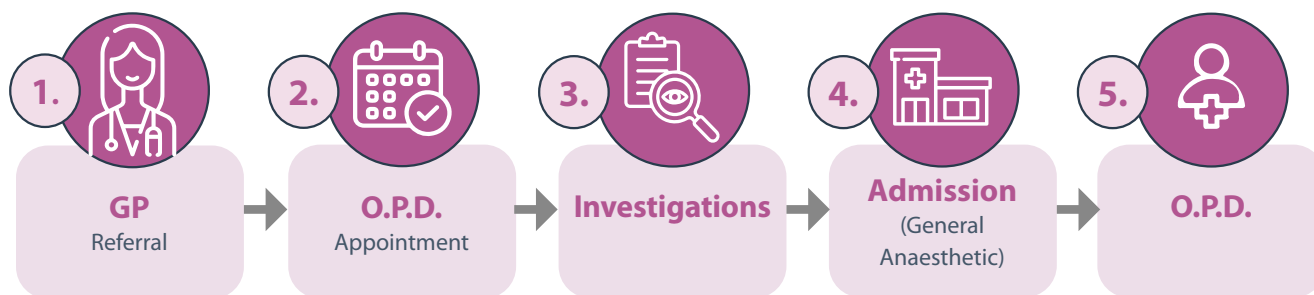 1.
GP
Referral
2.
O.P.D.
Appointment
3.
Investigations
4.
Admission
(General
Anaesthetic)
5.
O.P.D.